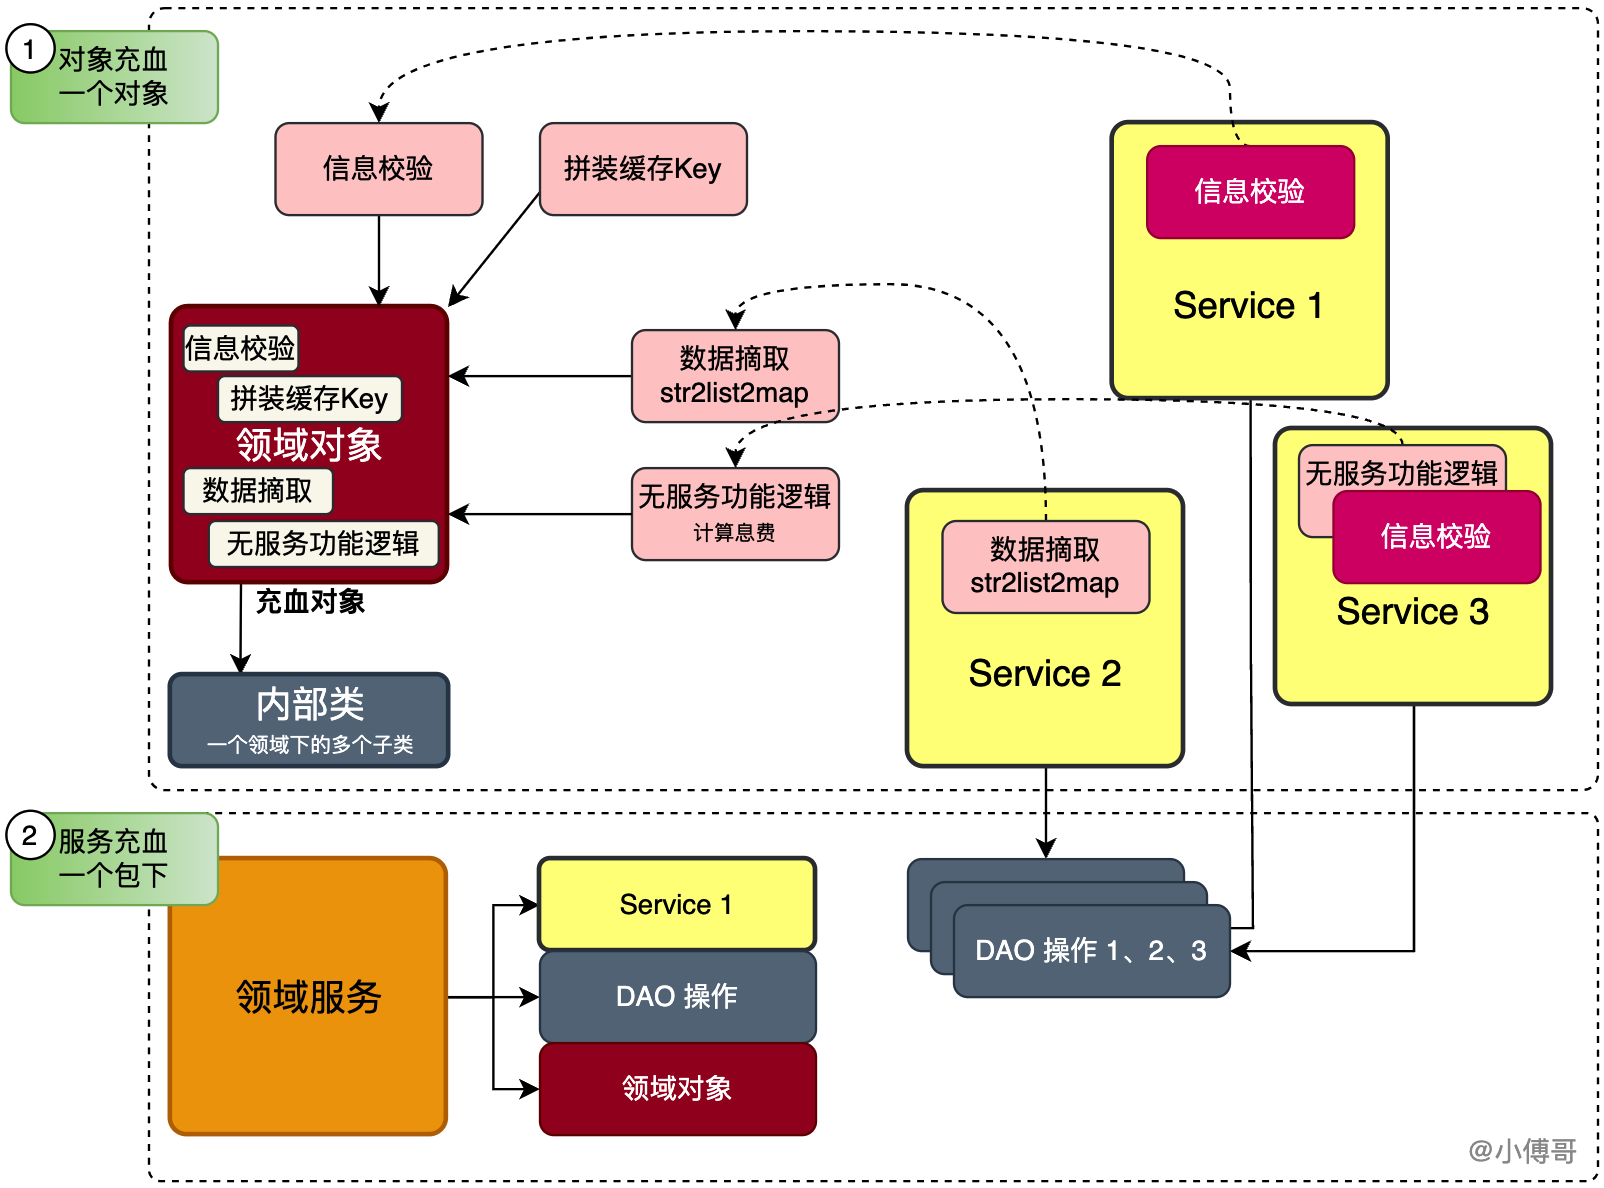 1
对象充血
一个对象
信息校验
拼装缓存Key
信息校验
Service 1
信息校验
拼装缓存Key
领域对象
数据摘取
无服务功能逻辑
充血对象
数据摘取
str2list2map
无服务功能逻辑
计算息费
数据摘取
str2list2map
Service 2
无服务功能逻辑
信息校验
Service 3
内部类
一个领域下的多个子类
2
服务充血
一个包下
领域服务
Service 1
DAO 操作
领域对象
DAO 操作 1、2、3
@小傅哥